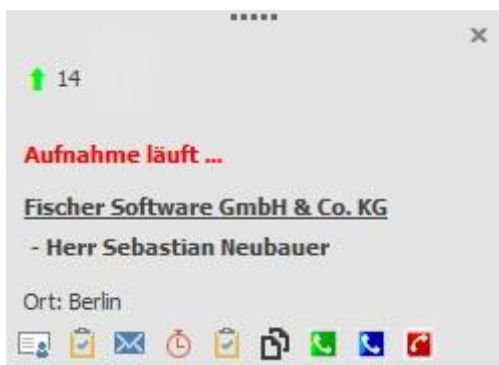 14
Aufnahme läuft ...
Fischer Software GmbH & Co. KG
- Herr Sebastian Neubauer
Ort: Berlin